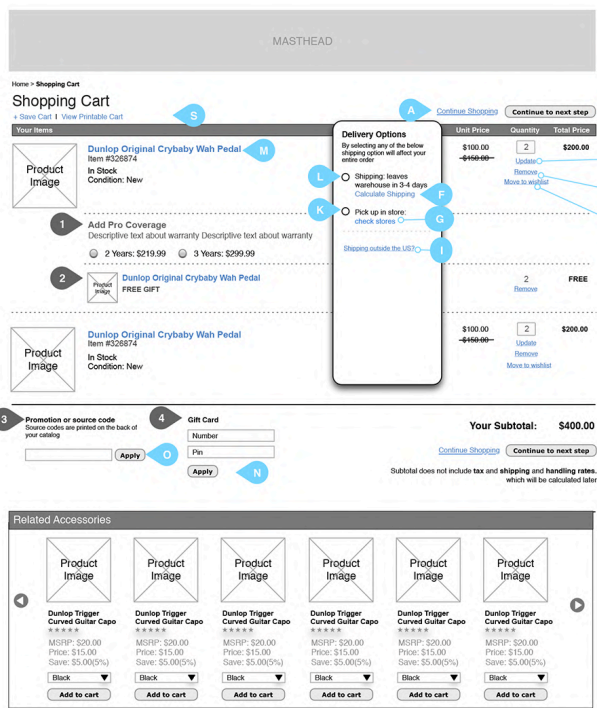 MASTHEAD
Home > Shopping Cart
Shopping Cart
+ Save Cart I View Printable Cart
S
A
Continue Shopping
Continue to next step
Your Items
Unit Price
Quantity
Total Price
Product
Image
Dunlop Original Crybaby Wah Pedal
M
Item #326874
In Stock
Condition: New
$100.00
$150.00
2
Update
Remove
Move to wishlist
$200.00
Delivery Options
By selecting any of the below
shipping option will affect your
entire order
L
Shipping: leaves
warehouse in 3-4 days
Calculate Shipping
F
K
Pick up in store:
check stores
G
Shipping outside the US?
I
1
Add Pro Coverage
Descriptive text about warranty Descriptive text about warranty
2 Years: $219.99
3 Years: $299.99
2
Product
Image
Dunlop Original Crybaby Wah Pedal
FREE GIFT
2
Remove
FREE
Product
Image
Dunlop Original Crybaby Wah Pedal
Item #326874
In Stock
Condition: New
$100.00
$150.00
2
Update
Remove
Move to wishlist
$200.00
3
Promotion or source code
Source codes are printed on the back of
your catalog
Apply
O
4
Gift Card
Number
Pin
Apply
N
Your Subtotal: $400.00
Continue Shopping
Continue to next step
Subtotal does not include tax and shipping and handling rates.
which will be calculated later
Related Accessories
Product
Image
Dunlop Trigger
Curved Guitar Capo
MSRP: $20.00
Price: $15.00
Save: $5.00(5%)
Black
Add to cart
Product
Image
Dunlop Trigger
Curved Guitar Capo
MSRP: $20.00
Price: $15.00
Save: $5.00(5%)
Black
Add to cart
Product
Image
Dunlop Trigger
Curved Guitar Capo
MSRP: $20.00
Price: $15.00
Save: $5.00(5%)
Black
Add to cart
Product
Image
Dunlop Trigger
Curved Guitar Capo
MSRP: $20.00
Price: $15.00
Save: $5.00(5%)
Black
Add to cart
Product
Image
Dunlop Trigger
Curved Guitar Capo
MSRP: $20.00
Price: $15.00
Save: $5.00(5%)
Black
Add to cart
Product
Image
Dunlop Trigger
Curved Guitar Capo
MSRP: $20.00
Price: $15.00
Save: $5.00(5%)
Black
Add to cart